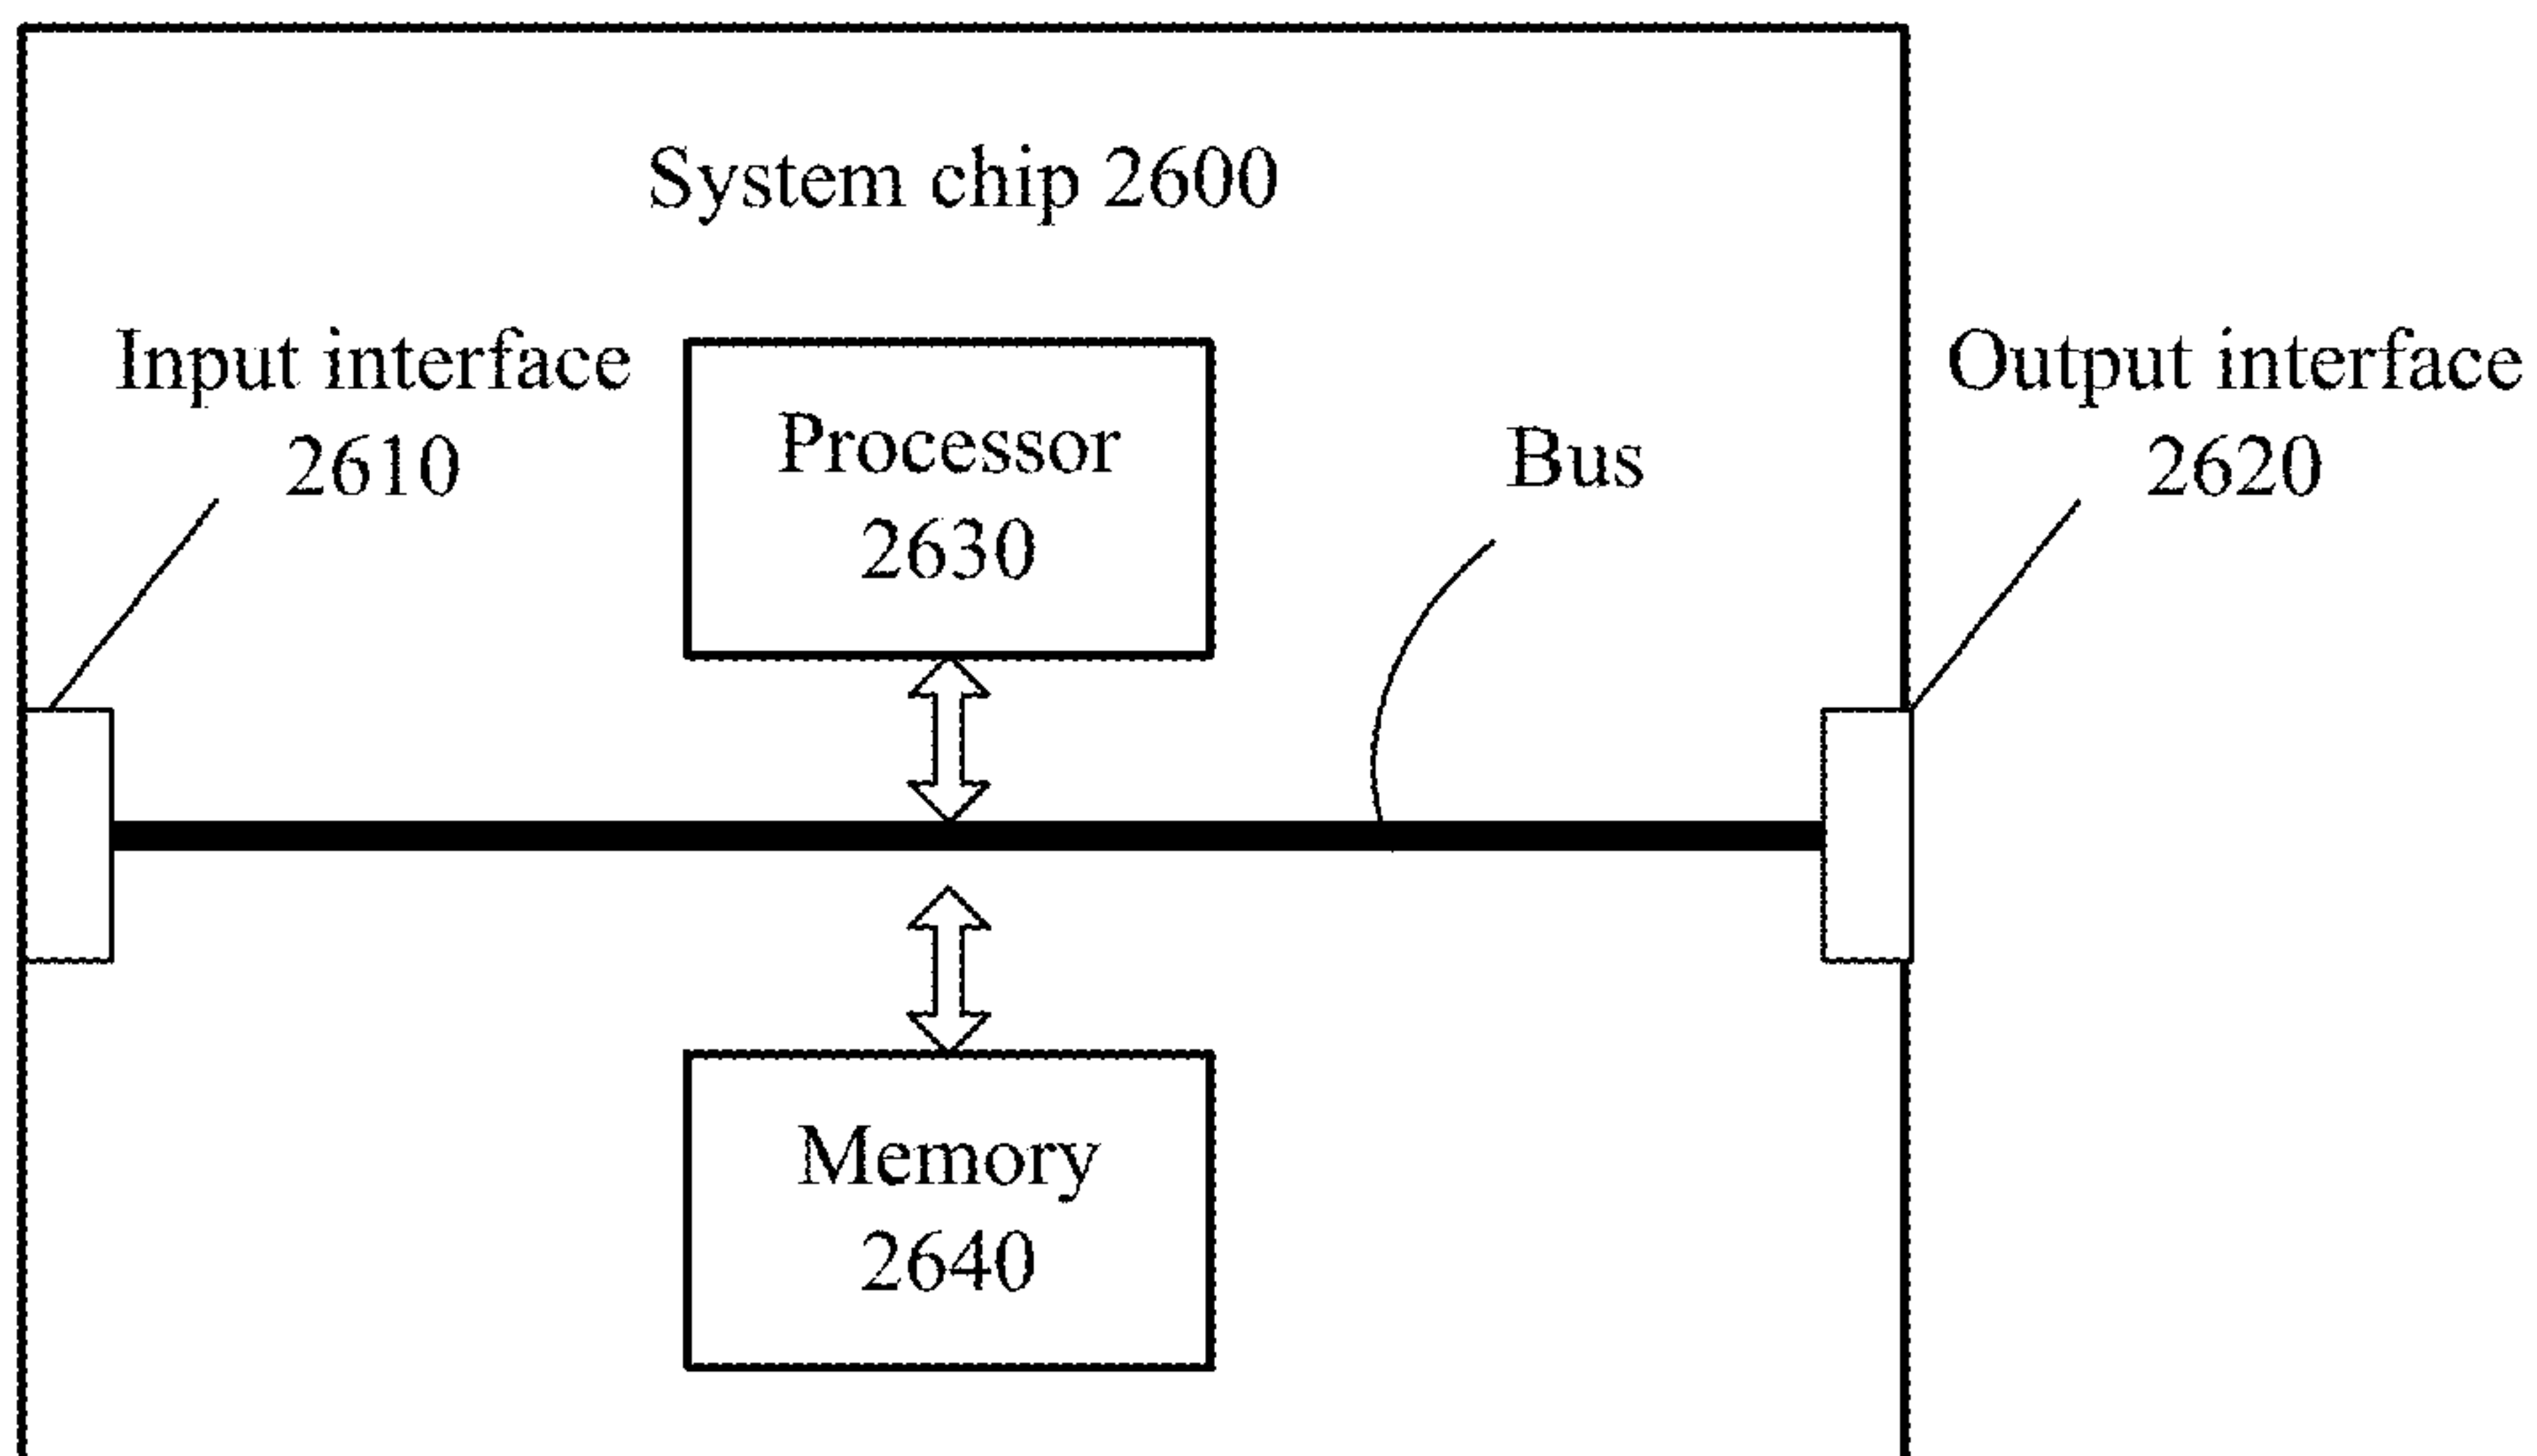 System chip 2600
Input interface
2610
Processor
2630
Bus
Output interface
2620
Memory
2640